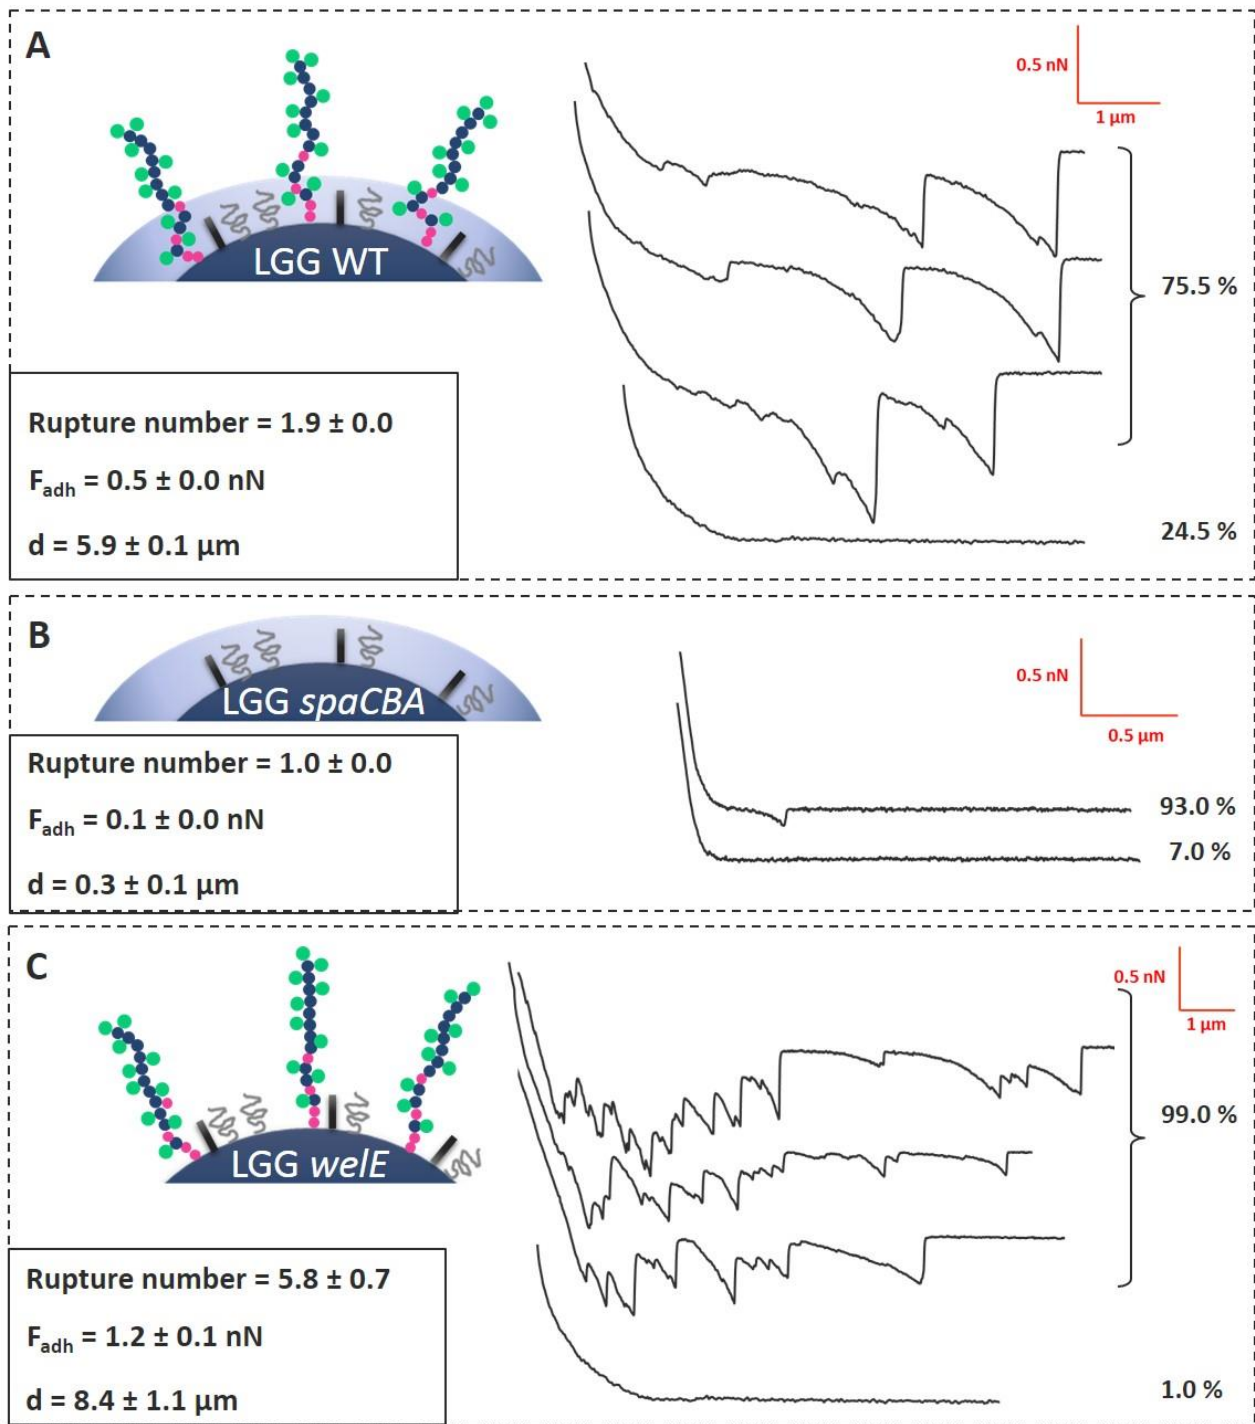 A
LGG WT
0.5 nN
1 μm
75.5 %
24.5 %
Rupture number = 1.9 ± 0.0
Fadh = 0.5 ± 0.0 nN
d = 5.9 ± 0.1 μm
B
LGG spaCBA
0.5 nN
0.5 μm
93.0 %
7.0 %
Rupture number = 1.0 ± 0.0
Fadh = 0.1 ± 0.0 nN
d = 0.3 ± 0.1 μm
C
LGG welE
0.5 nN
1 μm
99.0 %
1.0 %
Rupture number = 5.8 ± 0.7
Fadh = 1.2 ± 0.1 nN
d = 8.4 ± 1.1 μm